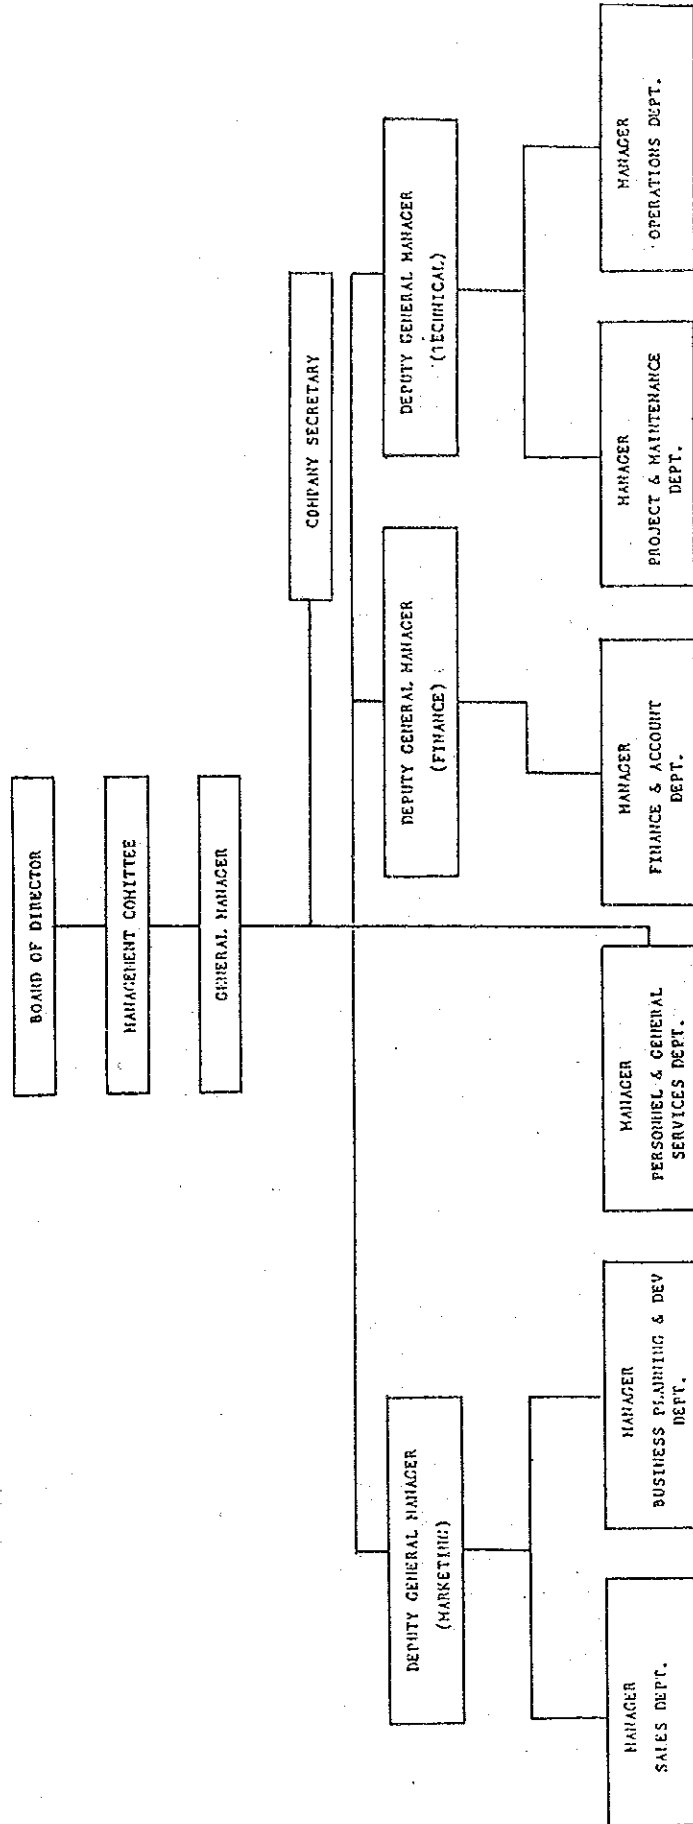 BOARD OF DIRECTOR
MANAGEMENT COMITTEE
GENERAL MANAGER
COMPANY SECRETARY
DEPUTY GENERAL MANAGER
(MARKETING)
DEPUTY GENERAL MANAGER
(FINANCE)
DEPUTY GENERAL MANAGER
(TECHNICAL)
MANAGER
SALES DEPT.
MANAGER
BUSINESS PLANNING & DEV
DEPT.
MANAGER
PERSONNEL & GENERAL
SERVICES DEPT.
MANAGER
FINANCE & ACCOUNT
DEPT.
MANAGER
PROJECT & MAINTENANCE
DEPT.
MANAGER
OPERATIONS DEPT.